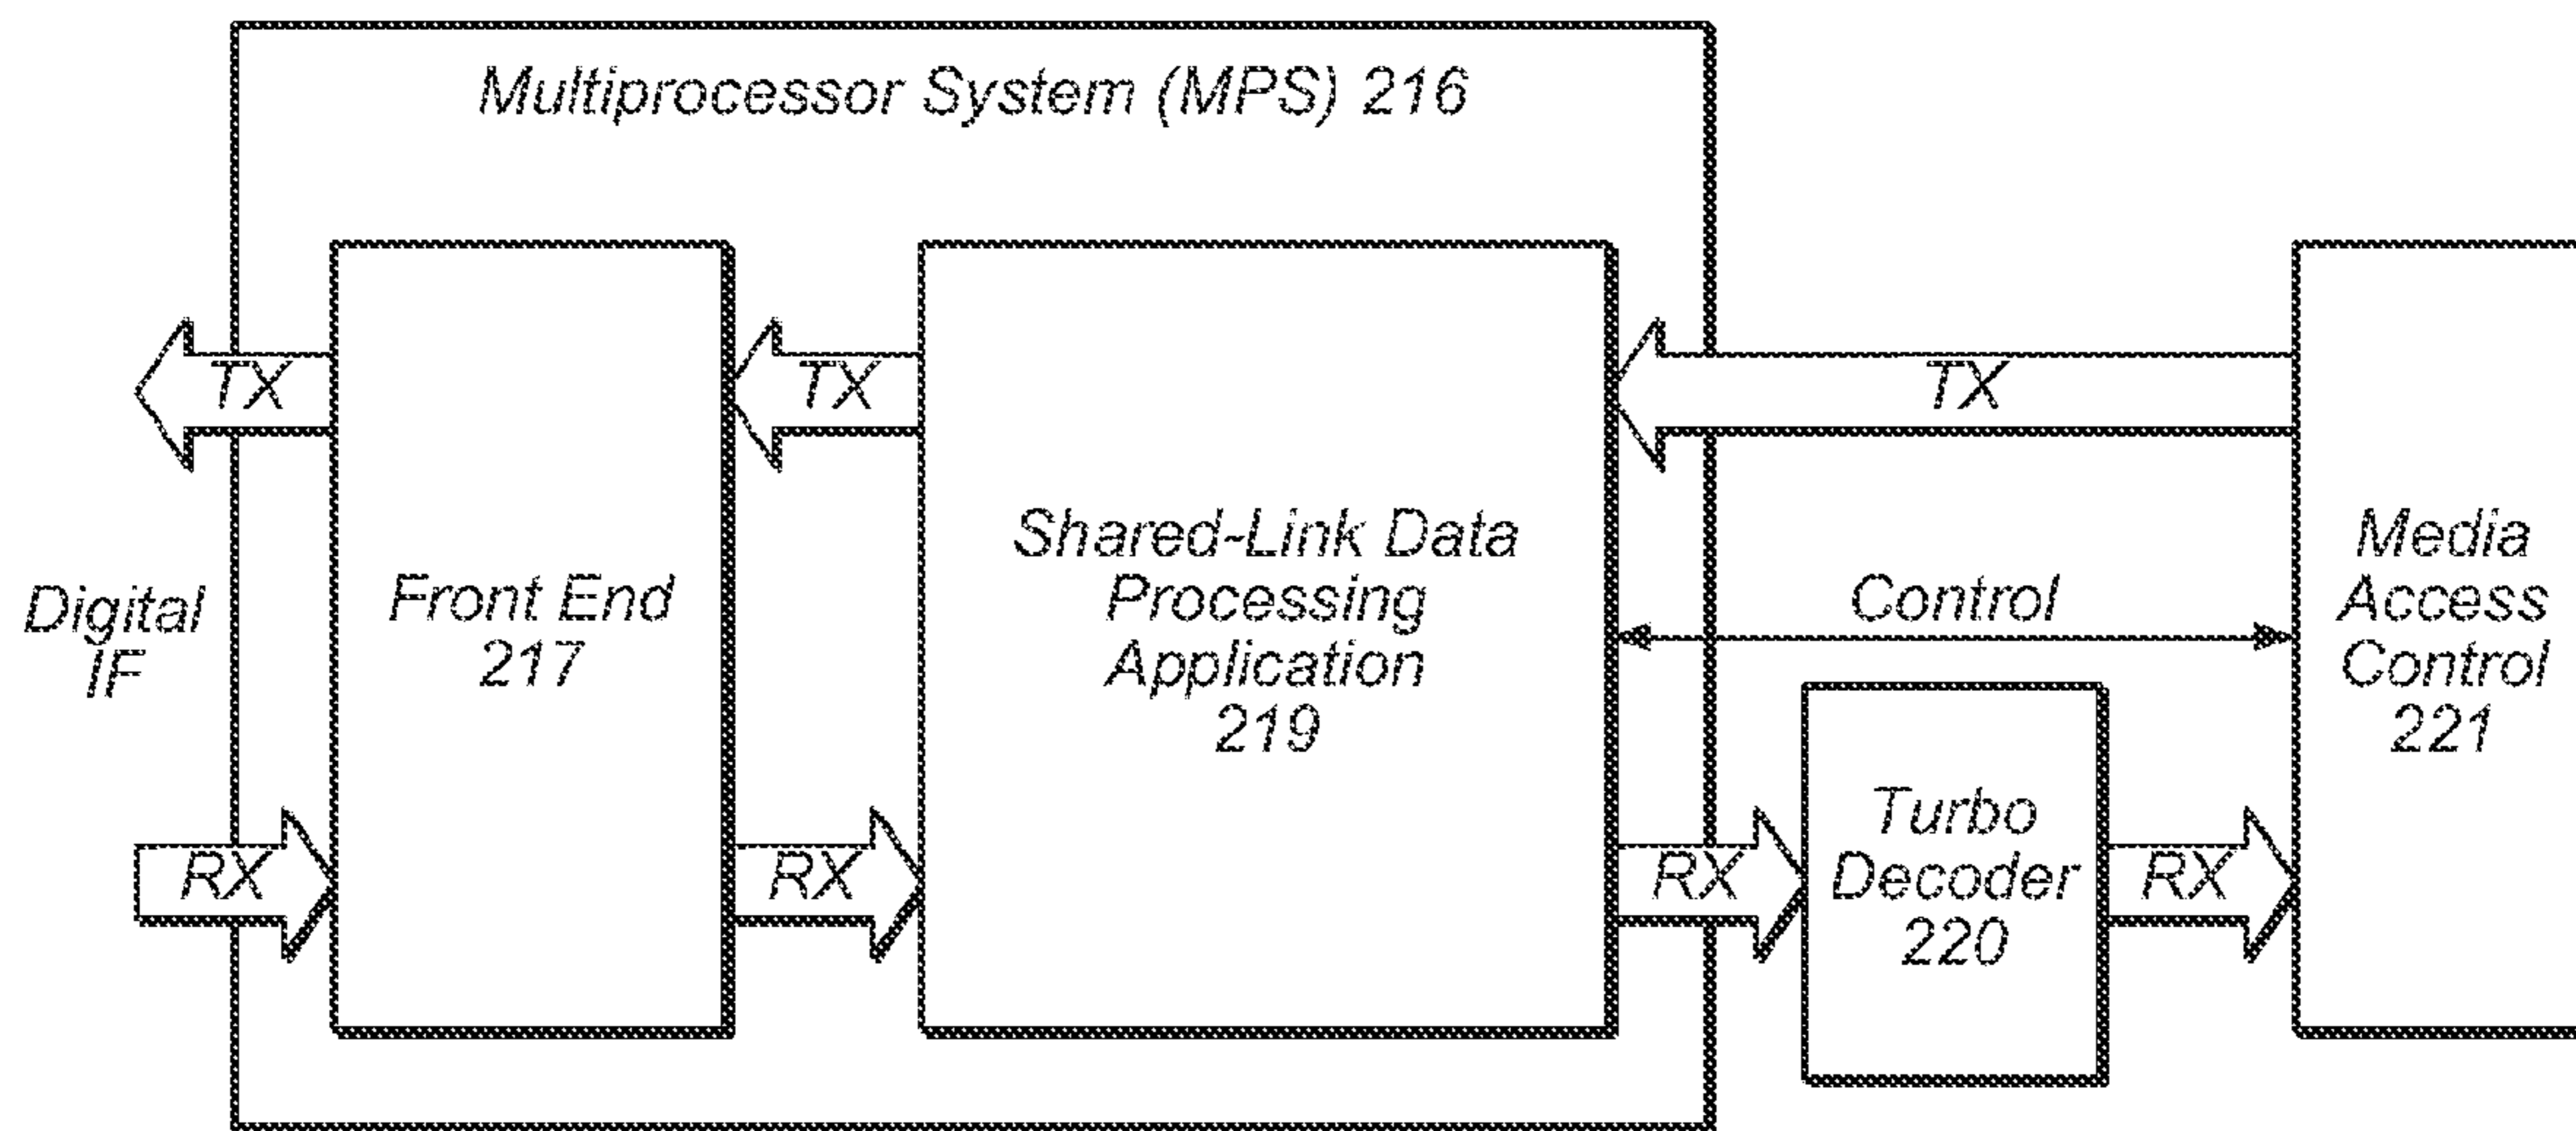 Multiprocessor System (MPS) 216
TX
TX
TX
Digital
IF
Front End
217
Shared-Link Data
Processing
Application
219
Control
Media
Access
Control
221
RX
RX
RX
Turbo
Decoder
220
RX